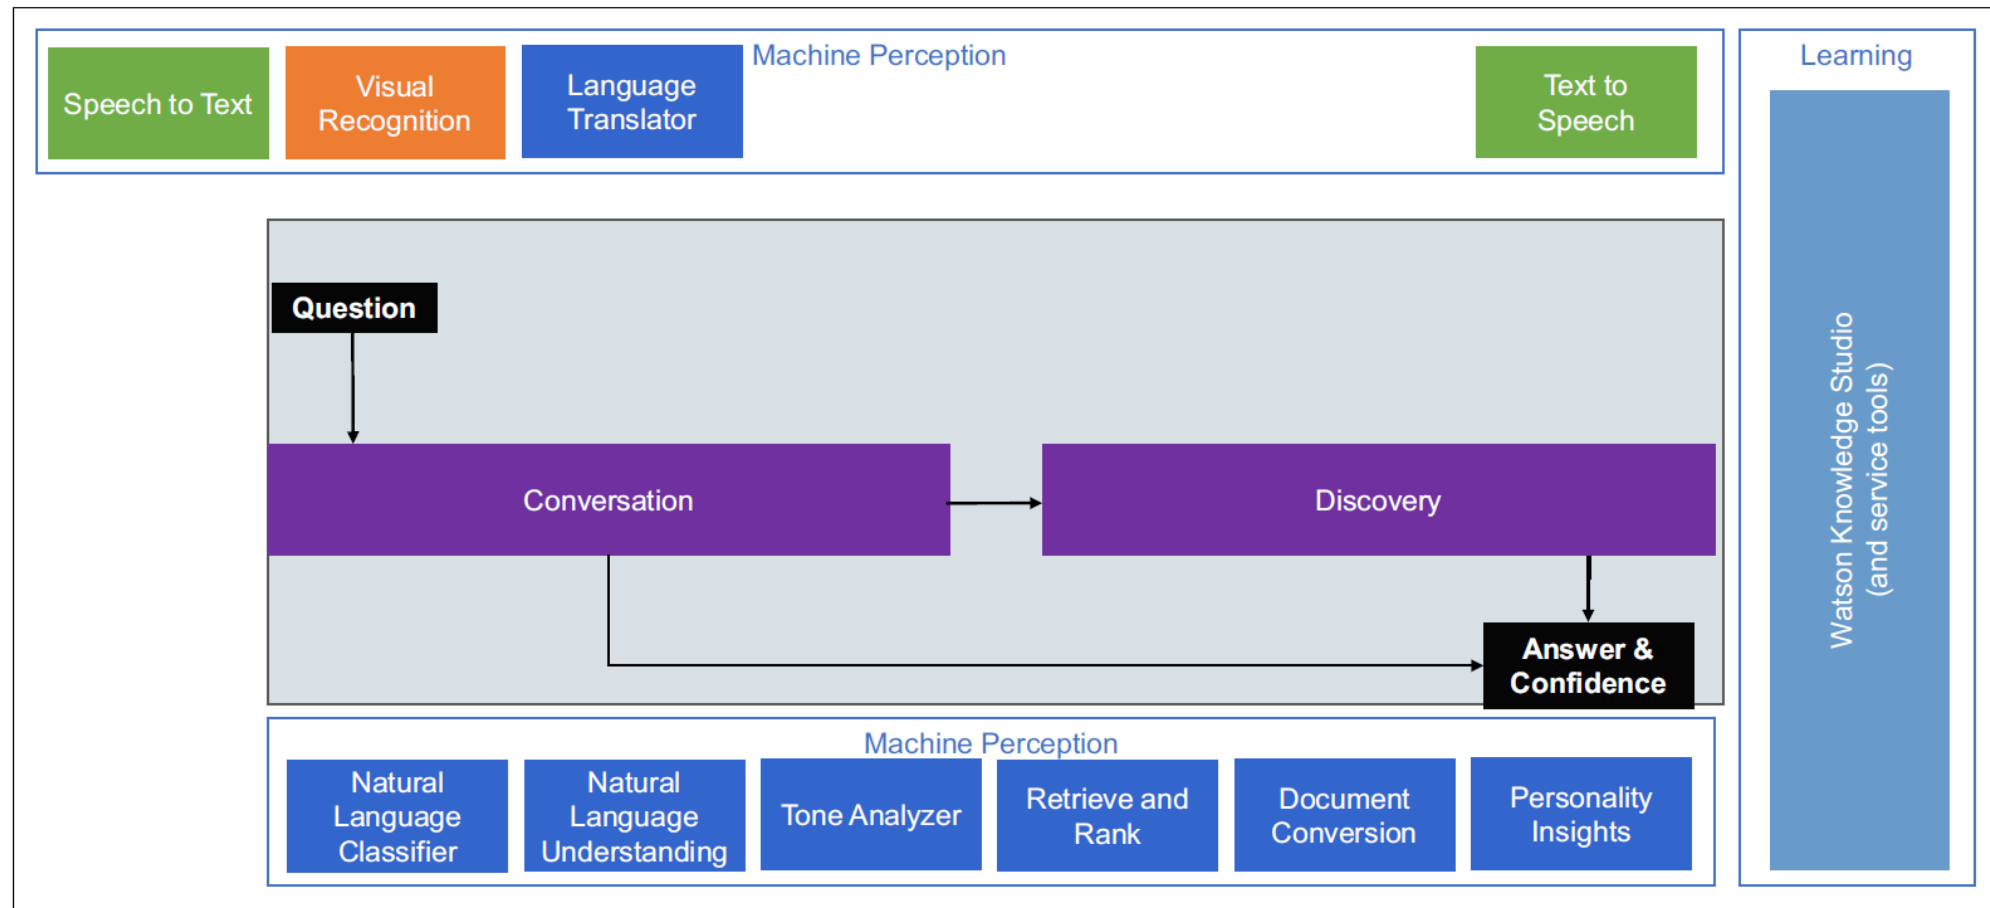 Machine Perception
Learning
Speech to Text
Visual
Recognition
Language
Translator
Text to
Speech
Question
Conversation
Discovery
Answer &
Confidence
Watson Knowledge Studio
(and service tools)
Machine Perception
Natural
Language
Classifier
Natural
Language
Understanding
Tone Analyzer
Retrieve and
Rank
Document
Conversion
Personality
Insights